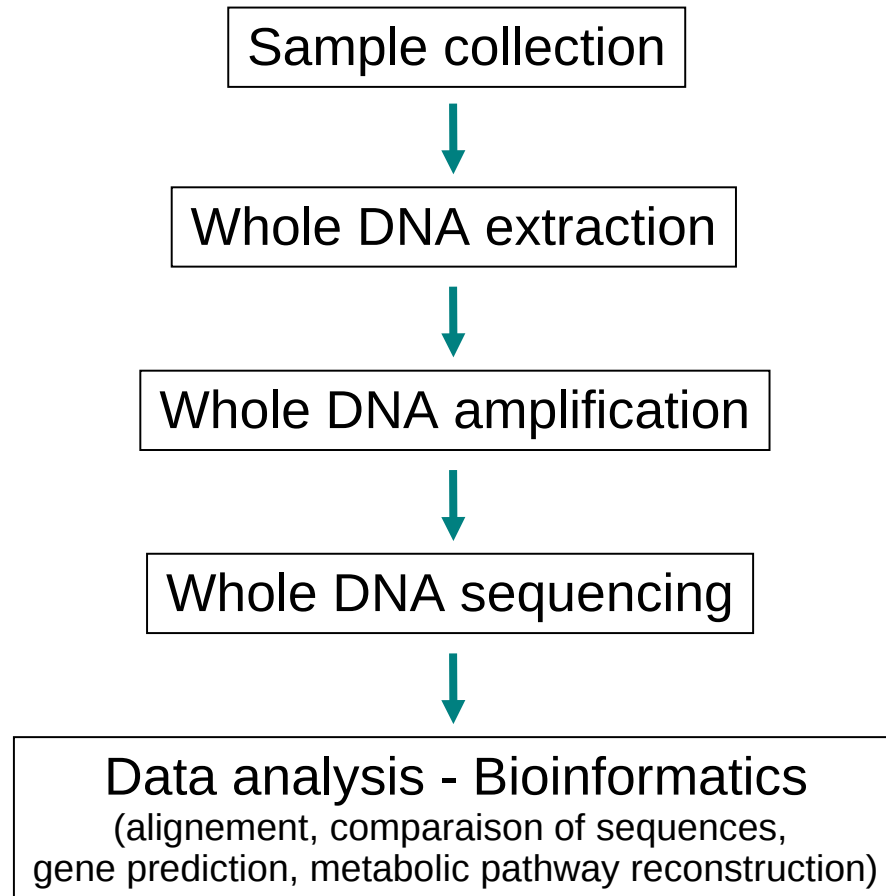 Sample collection
Whole DNA extraction
Whole DNA amplification
Whole DNA sequencing
Data analysis - Bioinformatics
(alignement, comparaison of sequences,
gene prediction, metabolic pathway reconstruction)